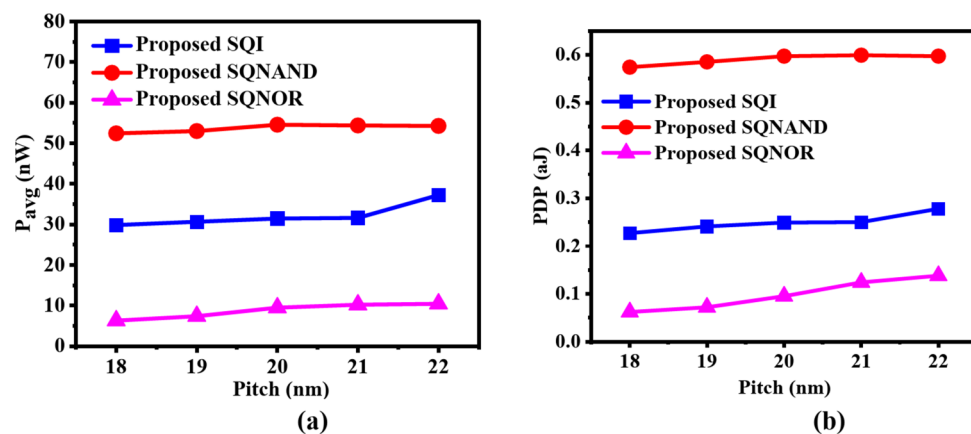 80
70
60
50
40
30
20
10
0
P_avg (nW)
Proposed SQI
Proposed SQNAND
Proposed SQNOR
18 19 20 21 22
Pitch (nm)
(a)
0.6
0.5
0.4
0.3
0.2
0.1
0.0
PDP (aJ)
Proposed SQI
Proposed SQNAND
Proposed SQNOR
18 19 20 21 22
Pitch (nm)
(b)